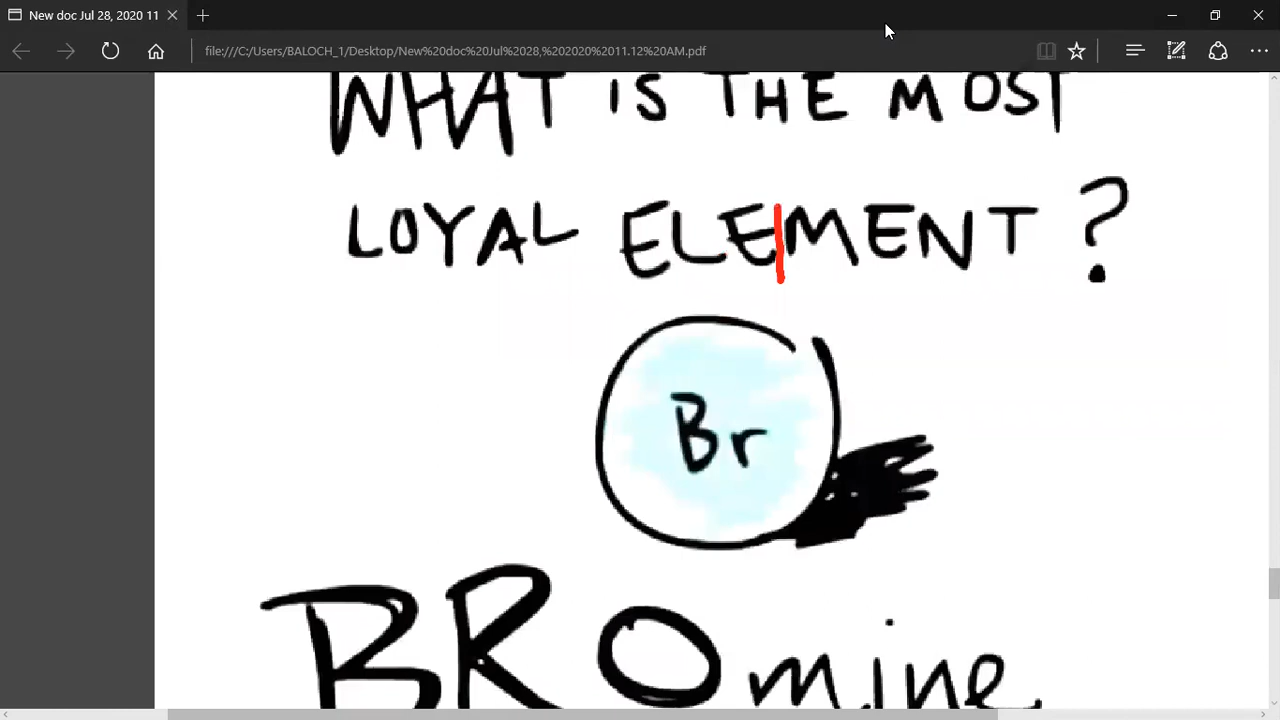 New doc Jul 28, 2020 11
file:///C:/Users/BALOCH_1/Desktop/New%20doc%20Jul%2028,%202020%2011.12%20AM.pdf
WHAT IS THE MOST
LOYAL ELEMENT ?
Br
BROmine